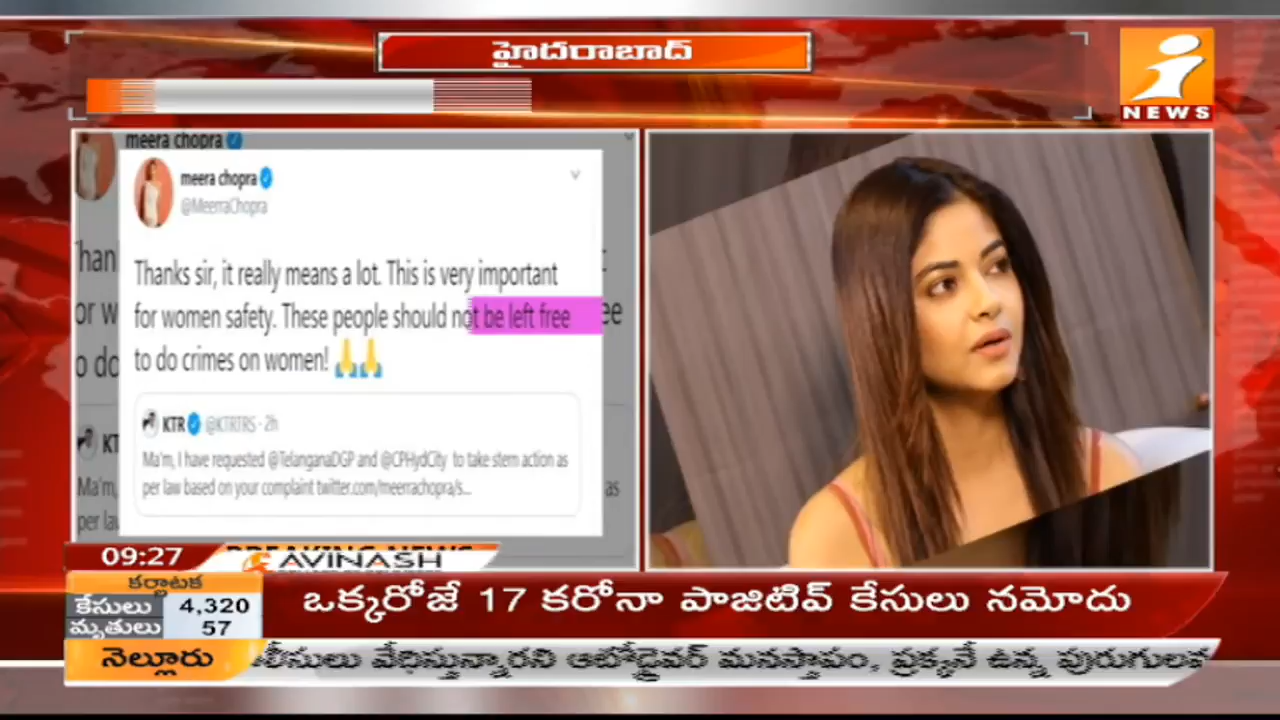 హైదరాబాద్
i
NEWS
meera chopra
meera chopra
@MeerraChopra
Thanks sir, it really means a lot. This is very important
for women safety. These people should not be left free
to do crimes on women! 🙏🙏
KTR @KTRTRS · 2h
Ma'm, I have requested @TelanganaDGP and @CPHydCity to take stern action as
per law based on your complaint twitter.com/meerrachopra/s...
09:27
BREAKING NEWS
AVINASH
కర్ణాటక
కేసులు 4,320
మృతులు 57
ఒక్కరోజే 17 కరోనా పాజిటివ్ కేసులు నమోదు
నెల్లూరు
వేధిస్తున్నారని ఆటోడ్రైవర్ మనస్తాపం, ప్రక్కనే ఉన్న